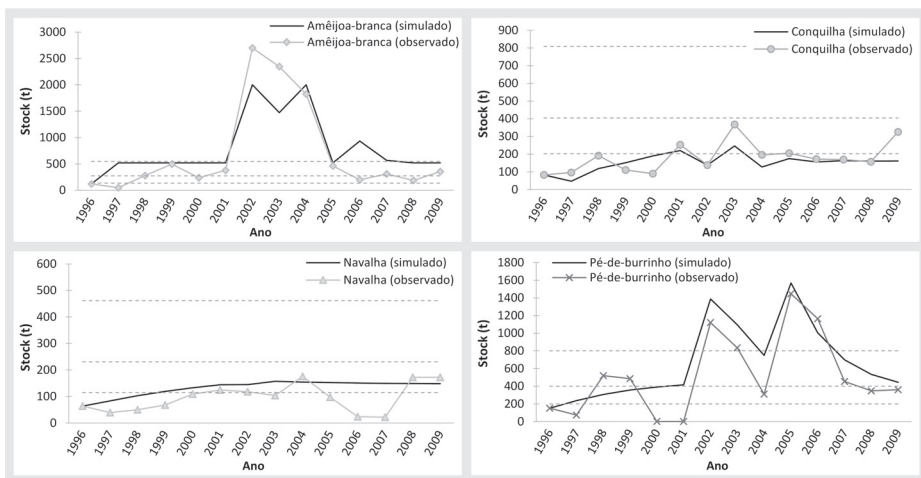 Amêijoa-branca (simulado)
Amêijoa-branca (observado)
3000
2500
2000
1500
1000
500
0
Stock (t)
1996 1997 1998 1999 2000 2001 2002 2003 2004 2005 2006 2007 2008 2009
Ano
Conquilha (simulado)
Conquilha (observado)
900
800
700
600
500
400
300
200
100
0
Stock (t)
1996 1997 1998 1999 2000 2001 2002 2003 2004 2005 2006 2007 2008 2009
Ano
Navalha (simulado)
Navalha (observado)
600
500
400
300
200
100
0
Stock (t)
1996 1997 1998 1999 2000 2001 2002 2003 2004 2005 2006 2007 2008 2009
Ano
Pé-de-burrinho (simulado)
Pé-de-burrinho (observado)
1800
1600
1400
1200
1000
800
600
400
200
0
Stock (t)
1996 1997 1998 1999 2000 2001 2002 2003 2004 2005 2006 2007 2008 2009
Ano